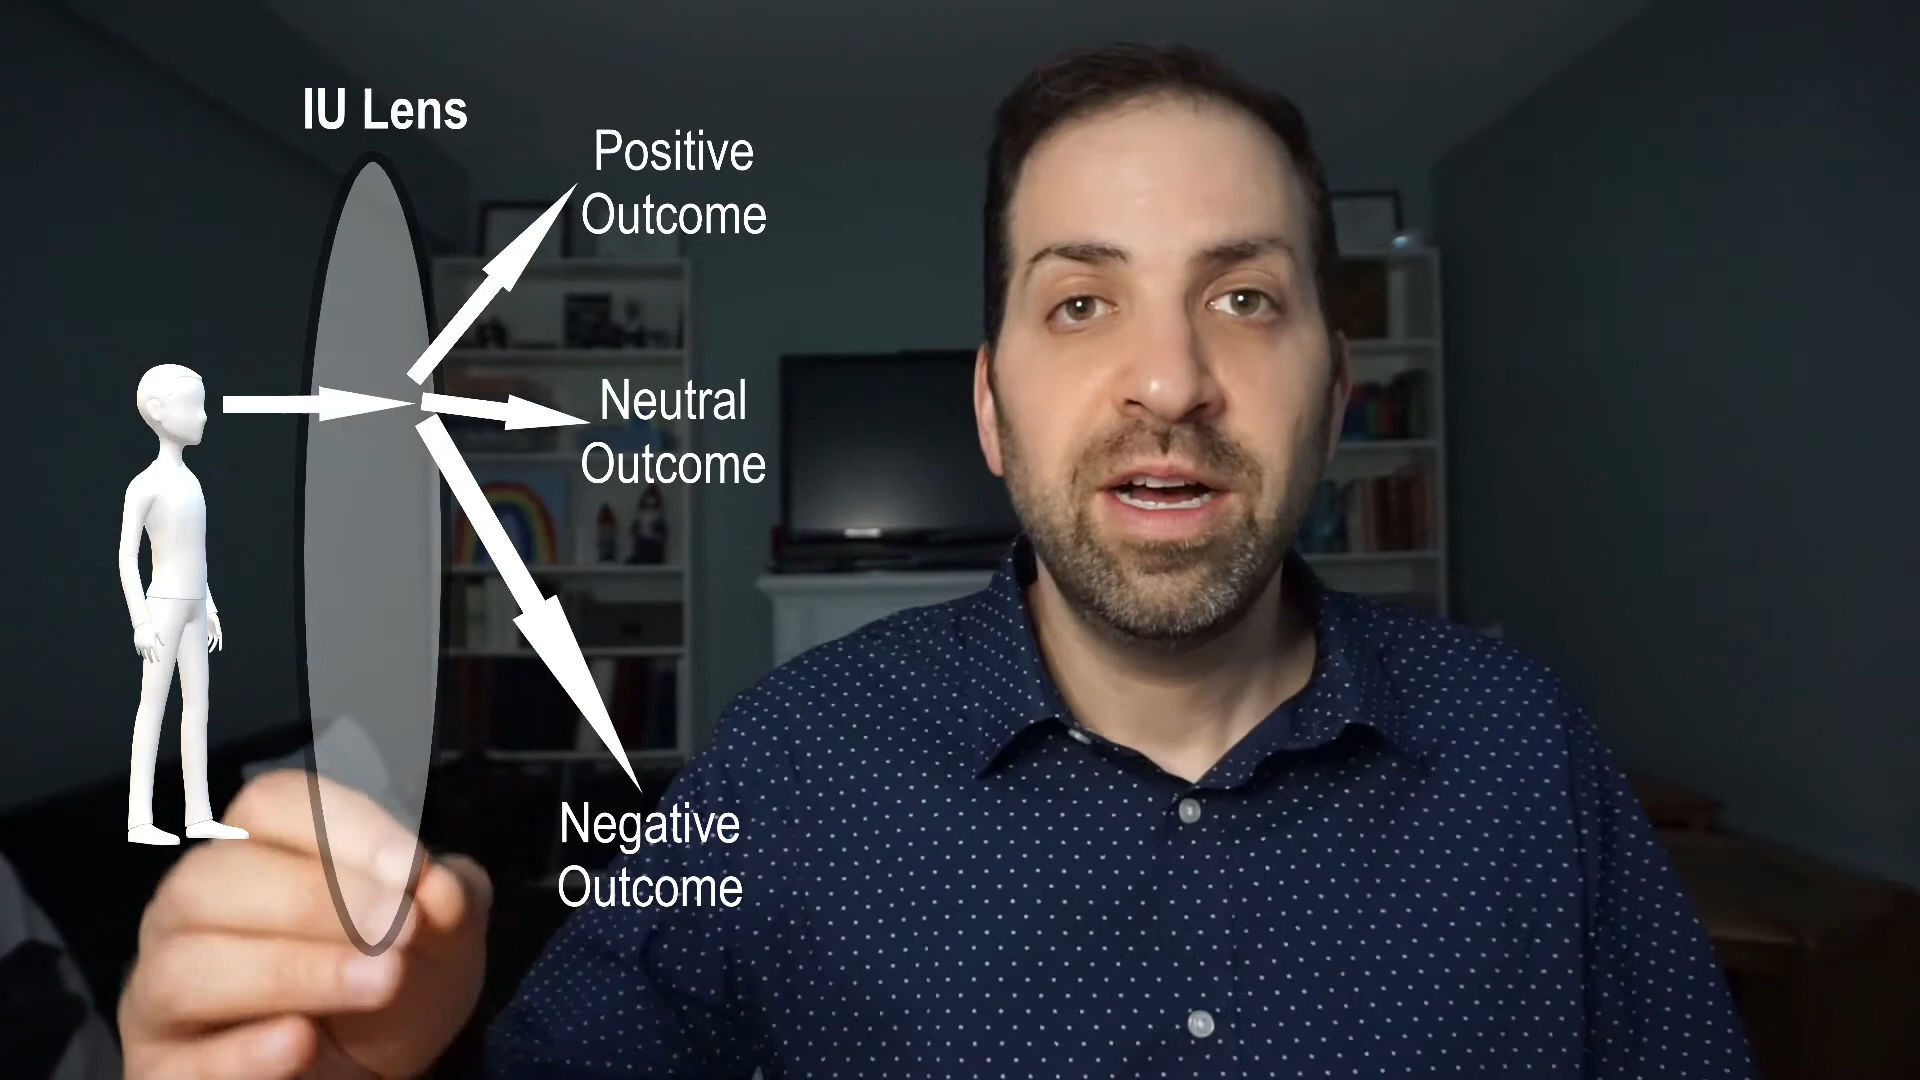 IU Lens
Positive
Outcome
Neutral
Outcome
Negative
Outcome